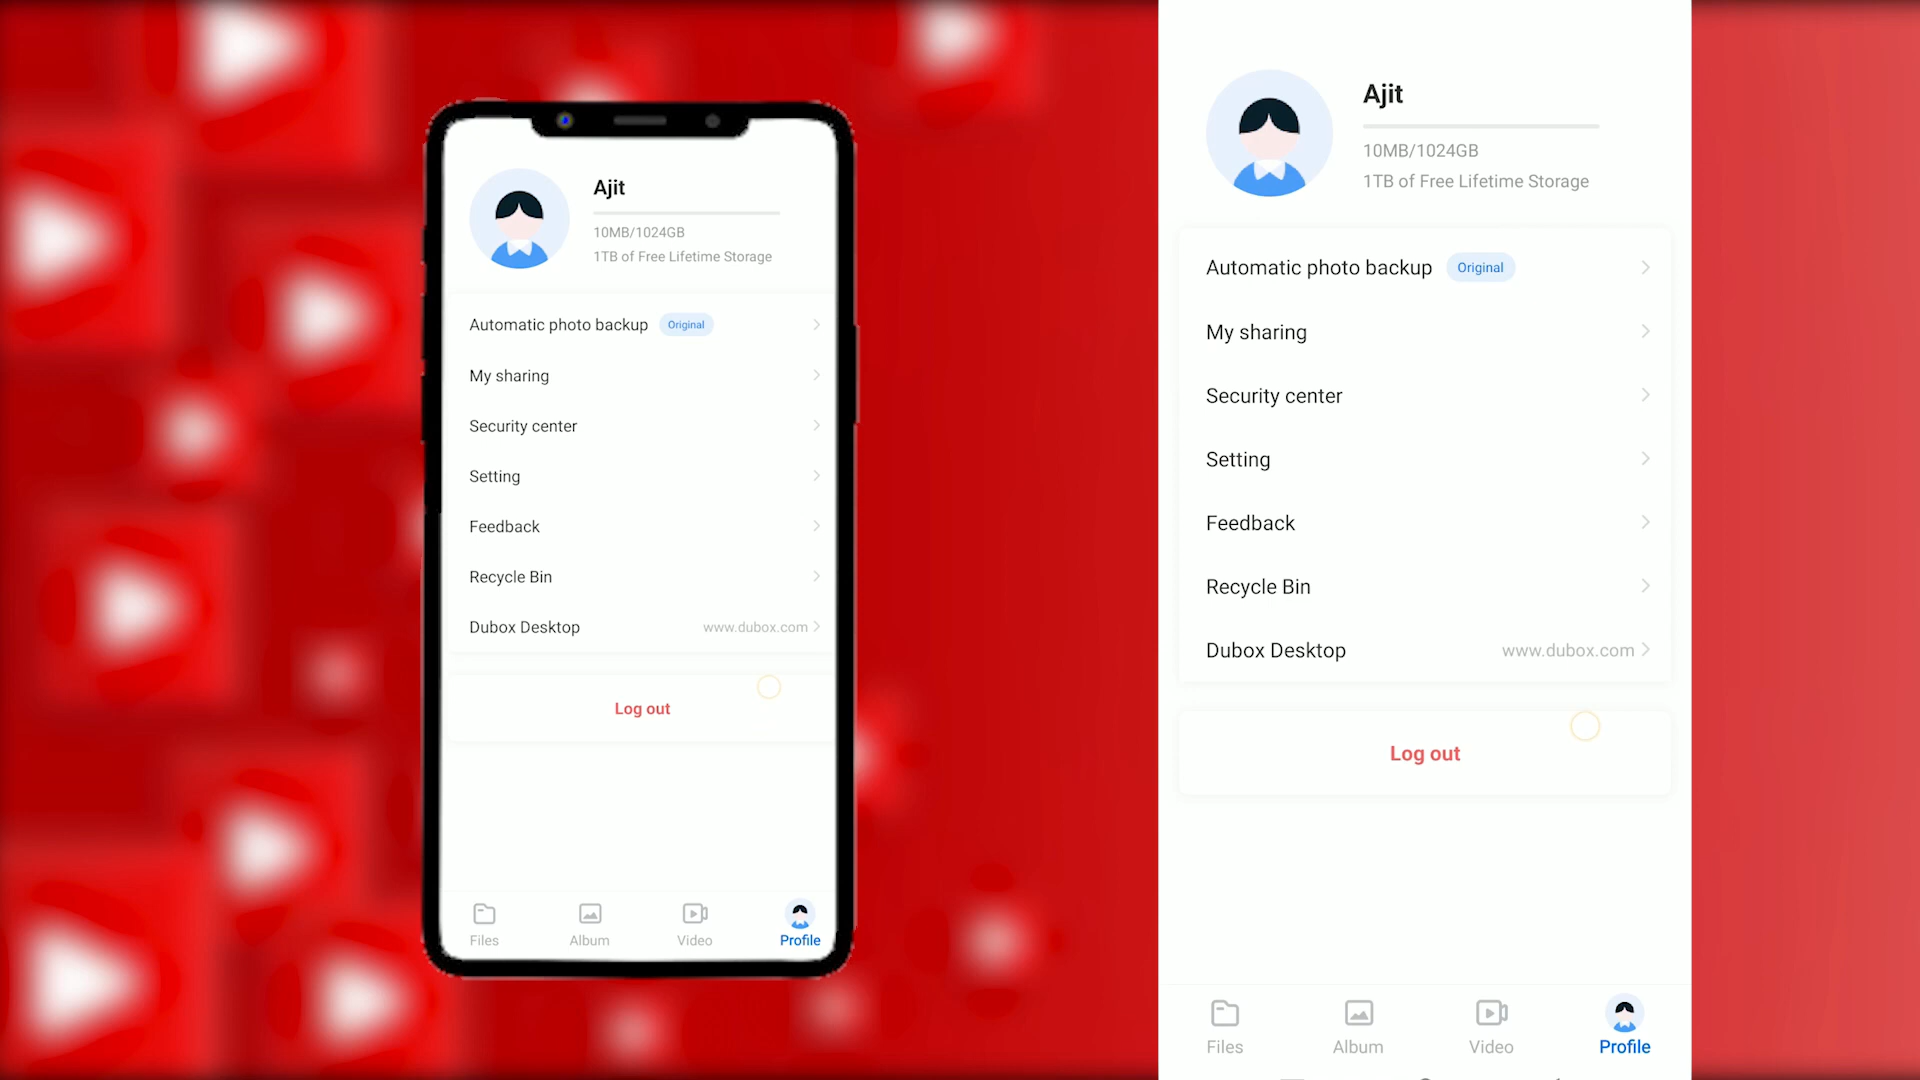 Ajit
10MB/1024GB
1TB of Free Lifetime Storage
Automatic photo backup Original
My sharing
Security center
Setting
Feedback
Recycle Bin
Dubox Desktop www.dubox.com
Log out
Files Album Video Profile
Ajit
10MB/1024GB
1TB of Free Lifetime Storage
Automatic photo backup Original
My sharing
Security center
Setting
Feedback
Recycle Bin
Dubox Desktop www.dubox.com
Log out
Files Album Video Profile